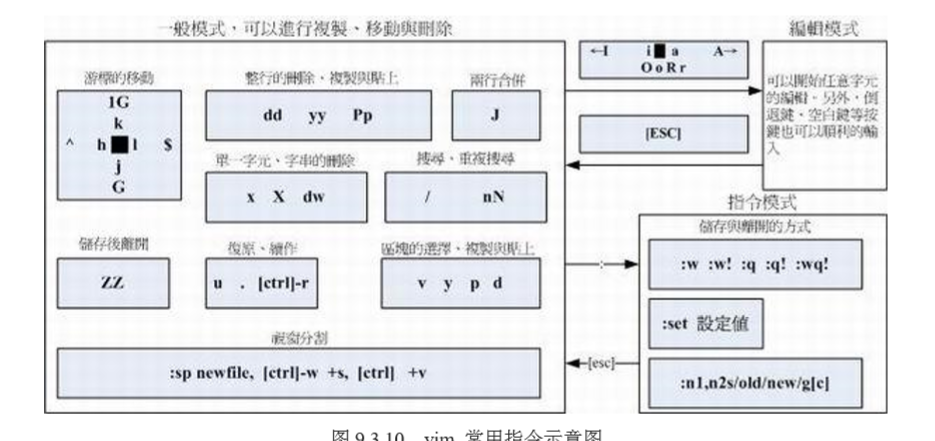 一般模式，可以進行複製、移動與刪除
編輯模式
←I i a A→
O o R r
可以開始任意字元
的編輯。另外，倒
退鍵、空白鍵等按
鍵也可以順利的輸
入
[ESC]
游標的移動
1G
k
^ h l $
j
G
整行的刪除、複製與貼上
dd yy Pp
兩行合併
J
單一字元、字串的刪除
x X dw
搜尋、重複搜尋
/ nN
儲存後離開
ZZ
復原、續作
u . [ctrl]-r
區塊的選擇、複製與貼上
v y p d
視窗分割
:sp newfile, [ctrl]-w +s, [ctrl] +v
:
[esc]
指令模式
儲存與離開的方式
:w :w! :q :q! :wq!
:set 設定值
:n1,n2s/old/new/g[c]
圖 9.3.10 vim 常用指令示意图